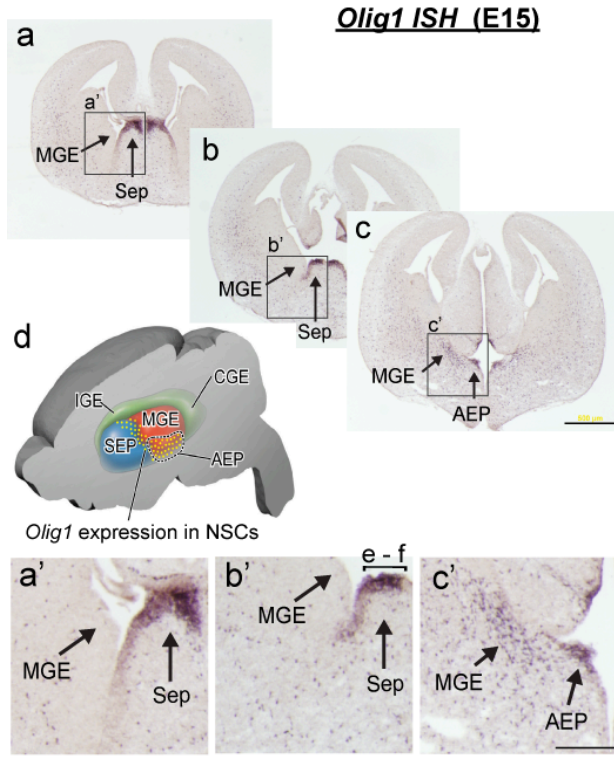 Olig1 ISH (E15)
a
a'
MGE
Sep
b
b'
MGE
Sep
c
c'
MGE
AEP
d
IGE
CGE
MGE
SEP
AEP
Olig1 expression in NSCs
a'
MGE
Sep
b'
e - f
MGE
Sep
c'
MGE
AEP